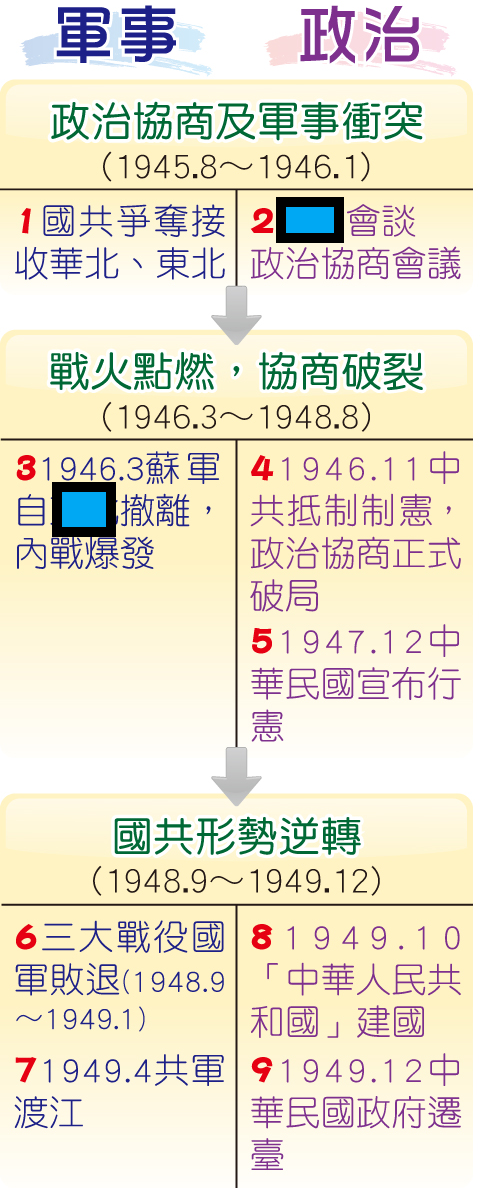 軍事
政治
政治協商及軍事衝突
(1945.8～1946.1)
1國共爭奪接
收華北、東北
2會談
政治協商會議
戰火點燃，協商破裂
(1946.3～1948.8)
31946.3蘇軍
自撤離，
內戰爆發
41946.11中
共抵制制憲，
政治協商正式
破局
51947.12中
華民國宣布行
憲
國共形勢逆轉
(1948.9～1949.12)
6三大戰役國
軍敗退(1948.9
～1949.1)
71949.4共軍
渡江
81949.10
「中華人民共
和國」建國
91949.12中
華民國政府遷
臺